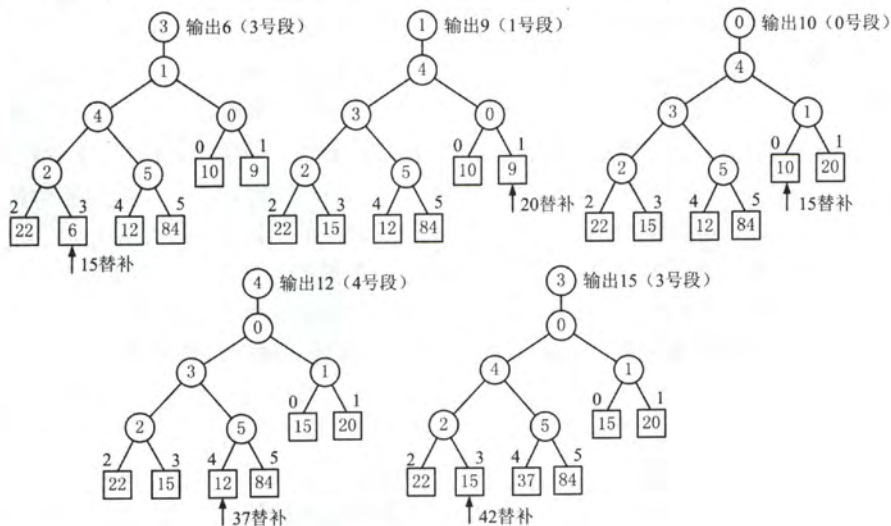 3 输出6（3号段）
1
4 0
0 1
2 5 10 9
2 3 4 5
22 6 12 84
15替补
1 输出9（1号段）
4
3 0
0 1
2 5 10 9
20替补
2 3 4 5
22 15 12 84
0 输出10（0号段）
4
3 1
0 1
2 5 10 20
15替补
2 3 4 5
22 15 12 84
4 输出12（4号段）
0
3 1
0 1
2 5 15 20
2 3 4 5
22 15 12 84
37替补
3 输出15（3号段）
0
4 1
0 1
2 5 15 20
2 3 4 5
22 15 37 84
42替补